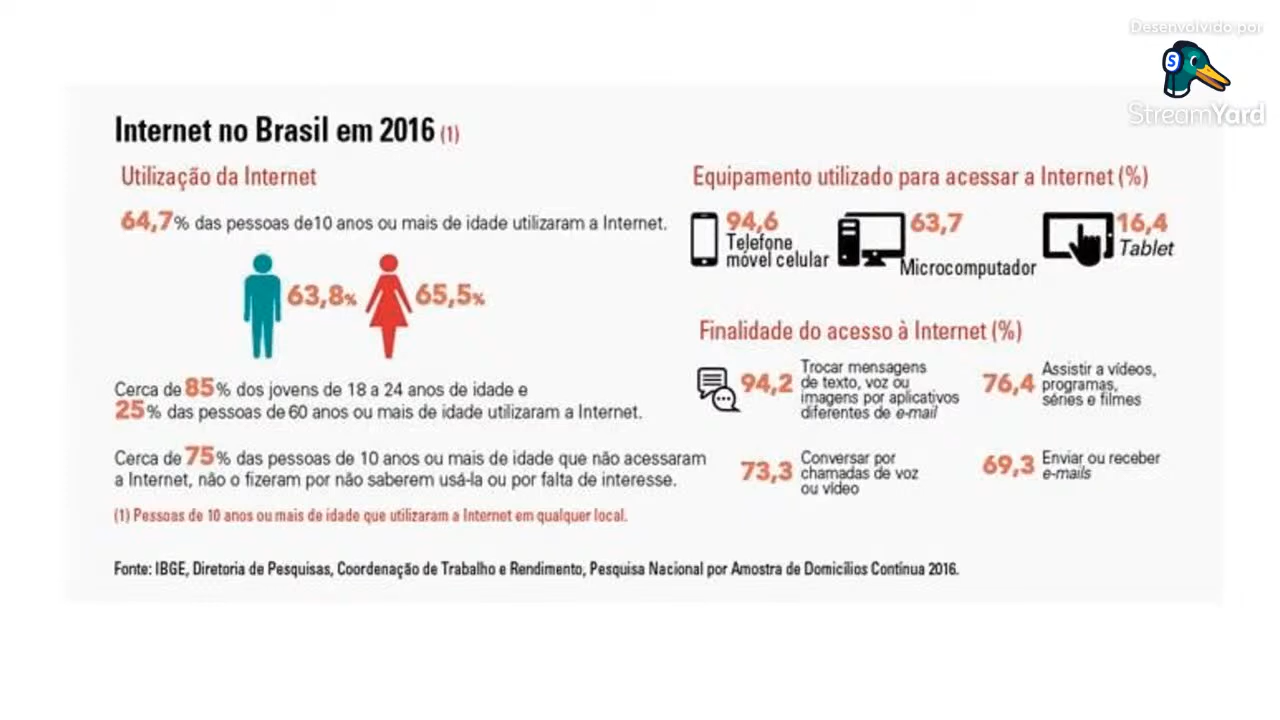 Desenvolvido por
StreamYard
Internet no Brasil em 2016 (1)
Utilização da Internet
64,7% das pessoas de10 anos ou mais de idade utilizaram a Internet.
63,8%
65,5%
Cerca de 85% dos jovens de 18 a 24 anos de idade e
25% das pessoas de 60 anos ou mais de idade utilizaram a Internet.
Cerca de 75% das pessoas de 10 anos ou mais de idade que não acessaram
a Internet, não o fizeram por não saberem usá-la ou por falta de interesse.
(1) Pessoas de 10 anos ou mais de idade que utilizaram a Internet em qualquer local.
Equipamento utilizado para acessar a Internet (%)
94,6
Telefone
móvel celular
63,7
Microcomputador
16,4
Tablet
Finalidade do acesso à Internet (%)
94,2
Trocar mensagens
de texto, voz ou
imagens por aplicativos
diferentes de e-mail
76,4
Assistir a vídeos,
programas,
séries e filmes
73,3
Conversar por
chamadas de voz
ou vídeo
69,3
Enviar ou receber
e-mails
Fonte: IBGE, Diretoria de Pesquisas, Coordenação de Trabalho e Rendimento, Pesquisa Nacional por Amostra de Domicílios Contínua 2016.